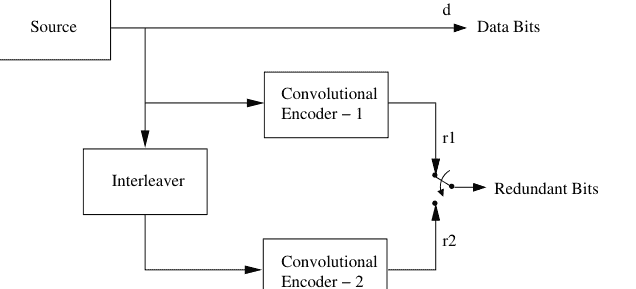 d
Source
Data Bits
Convolutional
Encoder – 1
r1
Interleaver
Redundant Bits
r2
Convolutional
Encoder – 2